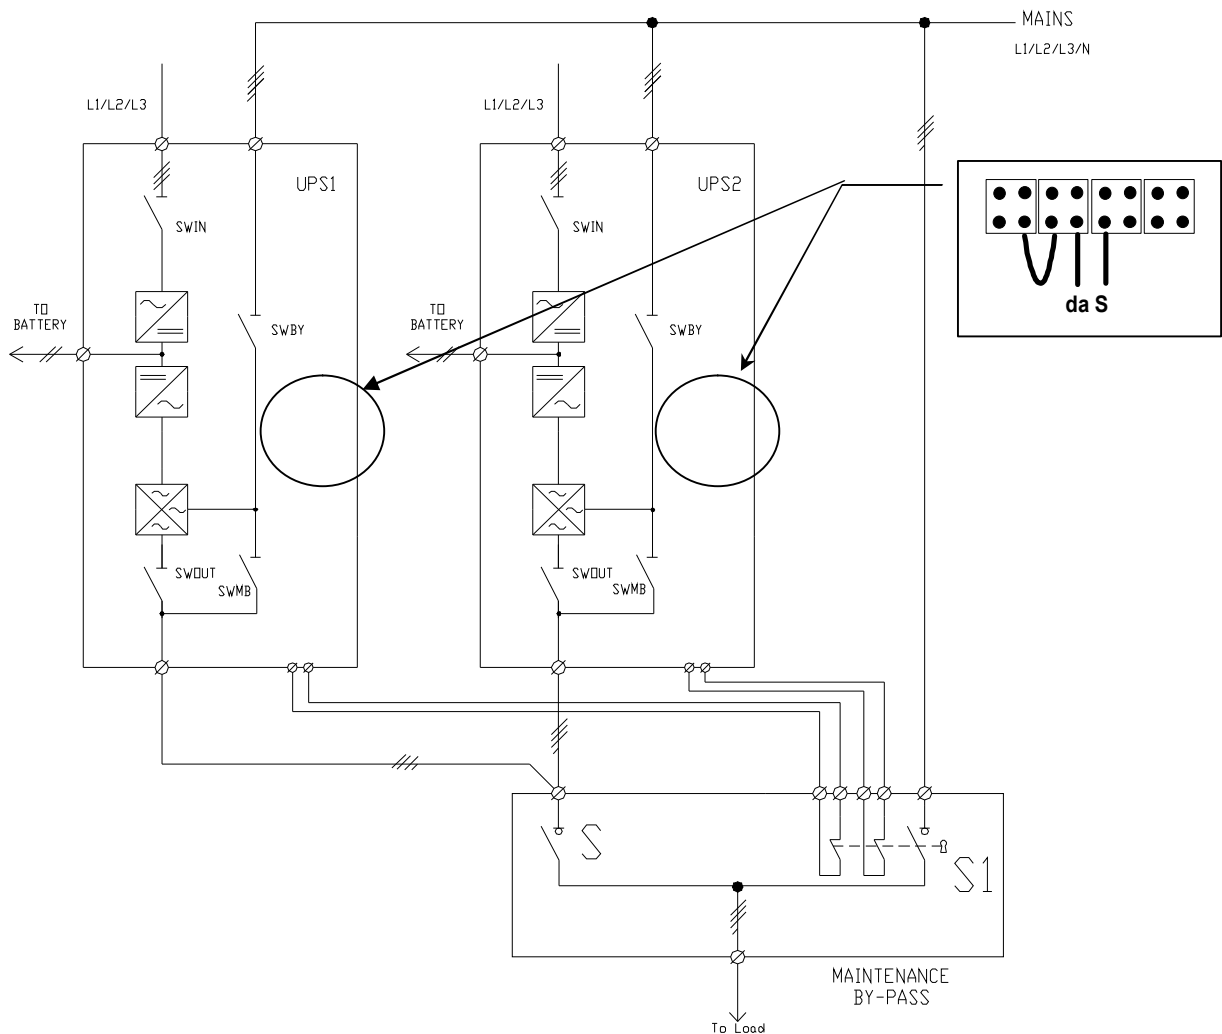 MAINS
L1/L2/L3/N
L1/L2/L3
L1/L2/L3
UPS1
UPS2
SWIN
SWIN
TO
BATTERY
SWBY
TO
BATTERY
SWBY
da S
SWOUT
SWMB
SWOUT
SWMB
S
S1
MAINTENANCE
BY-PASS
To Load